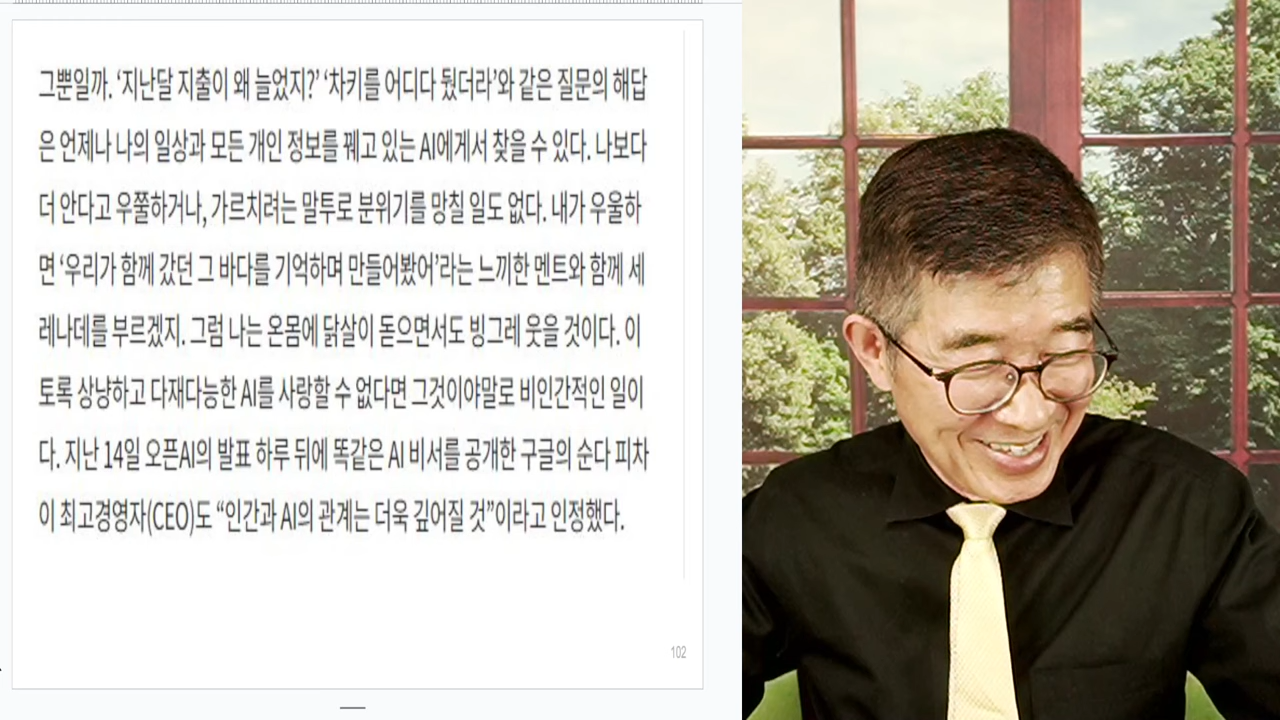 그뿐일까. ‘지난달 지출이 왜 늘었지?’ ‘차키를 어디다 뒀더라’와 같은 질문의 해답
은 언제나 나의 일상과 모든 개인 정보를 꿰고 있는 AI에게서 찾을 수 있다. 나보다
더 안다고 우쭐하거나, 가르치려는 말투로 분위기를 망칠 일도 없다. 내가 우울하
면 ‘우리가 함께 갔던 그 바다를 기억하며 만들어봤어’라는 느끼한 멘트와 함께 세
레나데를 부르겠지. 그럼 나는 온몸에 닭살이 돋으면서도 빙그레 웃을 것이다. 이
토록 상냥하고 다재다능한 AI를 사랑할 수 없다면 그것이야말로 비인간적인 일이
다. 지난 14일 오픈AI의 발표 하루 뒤에 똑같은 AI 비서를 공개한 구글의 순다 피차
이 최고경영자(CEO)도 “인간과 AI의 관계는 더욱 깊어질 것”이라고 인정했다.
102